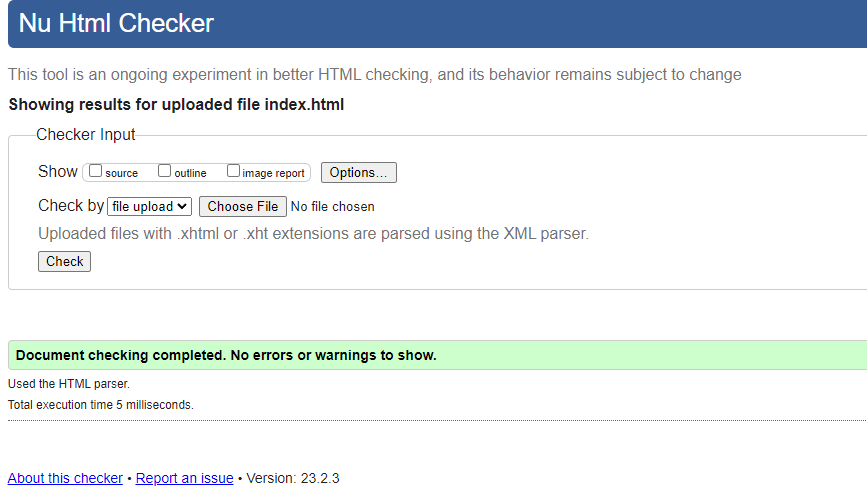 Nu Html Checker
This tool is an ongoing experiment in better HTML checking, and its behavior remains subject to change
Showing results for uploaded file index.html
Checker Input
Show source outline image report Options...
Check by file upload Choose File No file chosen
Uploaded files with .xhtml or .xht extensions are parsed using the XML parser.
Check
Document checking completed. No errors or warnings to show.
Used the HTML parser.
Total execution time 5 milliseconds.
About this checker • Report an issue • Version: 23.2.3